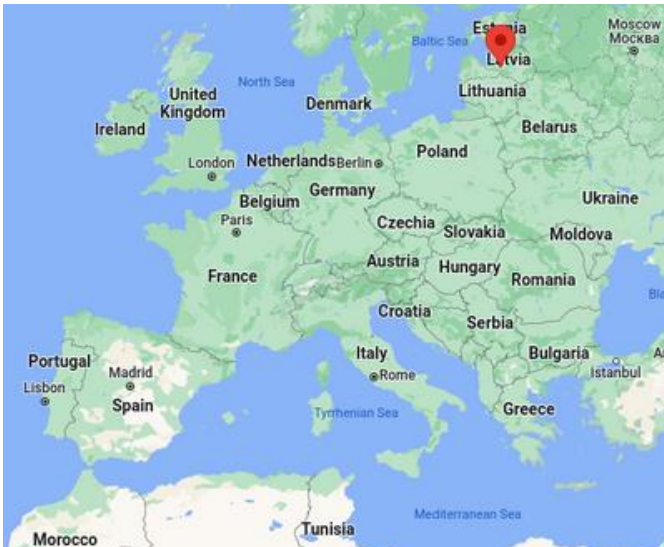 Estonia
Moscow
Москва
Baltic Sea
Latvia
North Sea
Lithuania
United
Kingdom
Denmark
Ireland
Belarus
London
Netherlands
Berlin
Poland
Germany
Belgium
Ukraine
Paris
Czechia
Slovakia
Moldova
Austria
Hungary
France
Romania
Croatia
Serbia
Italy
Bulgaria
Portugal
Madrid
Rome
Istanbul
Lisbon
Spain
Tyrrhenian Sea
Greece
Mediterranean Sea
Tunisia
Morocco